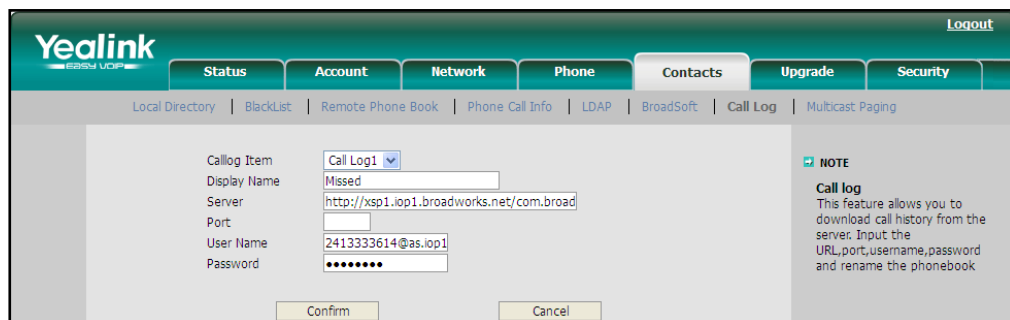 Logout
Yealink
EASY VOIP
Status Account Network Phone Contacts Upgrade Security
Local Directory | BlackList | Remote Phone Book | Phone Call Info | LDAP | BroadSoft | Call Log | Multicast Paging
Callog Item Call Log1
Display Name Missed
Server http://xsp1.iop1.broadworks.net/com.broad
Port
User Name 2413333614@as.iop1
Password ••••••••
Confirm Cancel
NOTE
Call log
This feature allows you to
download call history from the
server. Input the
URL,port,username,password
and rename the phonebook